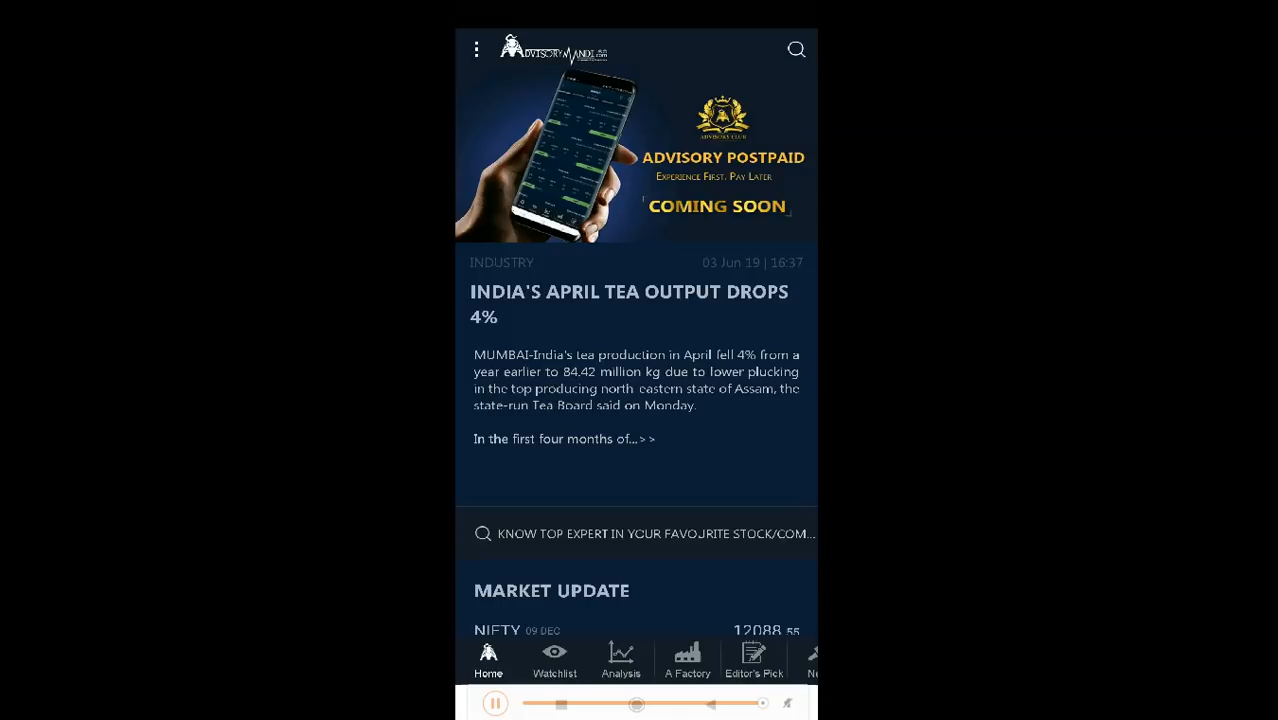 ADVISORYMANDI
.com
ADVISORY CLUB
ADVISORY POSTPAID
EXPERIENCE FIRST, PAY LATER
COMING SOON
INDUSTRY
03 Jun 19 | 16:37
INDIA'S APRIL TEA OUTPUT DROPS
4%
MUMBAI-India's tea production in April fell 4% from a
year earlier to 84.42 million kg due to lower plucking
in the top producing north eastern state of Assam, the
state-run Tea Board said on Monday.
In the first four months of...>>
KNOW TOP EXPERT IN YOUR FAVOURITE STOCK/COM...
MARKET UPDATE
NIFTY 09 DEC
12088.55
Home
Watchlist
Analysis
A Factory
Editor's Pick
Ne